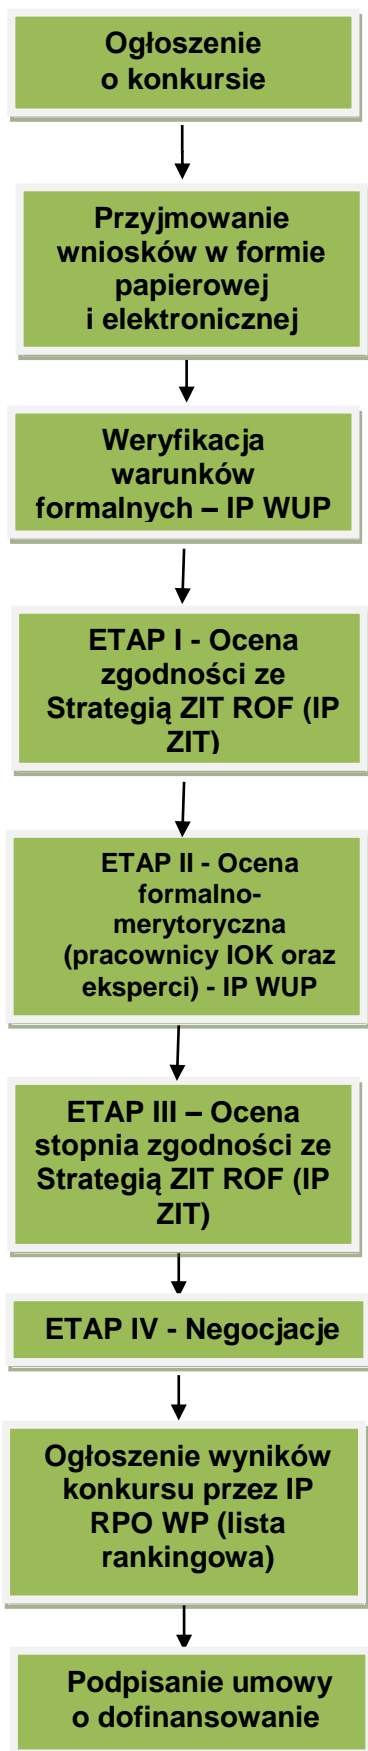 Ogłoszenie
o konkursie
Przyjmowanie
wniosków w formie
papierowej
i elektronicznej
Weryfikacja
warunków
formalnych – IP WUP
ETAP I - Ocena
zgodności ze
Strategią ZIT ROF (IP
ZIT)
ETAP II - Ocena
formalno-
merytoryczna
(pracownicy IOK oraz
eksperci) - IP WUP
ETAP III – Ocena
stopnia zgodności ze
Strategią ZIT ROF (IP
ZIT)
ETAP IV - Negocjacje
Ogłoszenie wyników
konkursu przez IP
RPO WP (lista
rankingowa)
Podpisanie umowy
o dofinansowanie